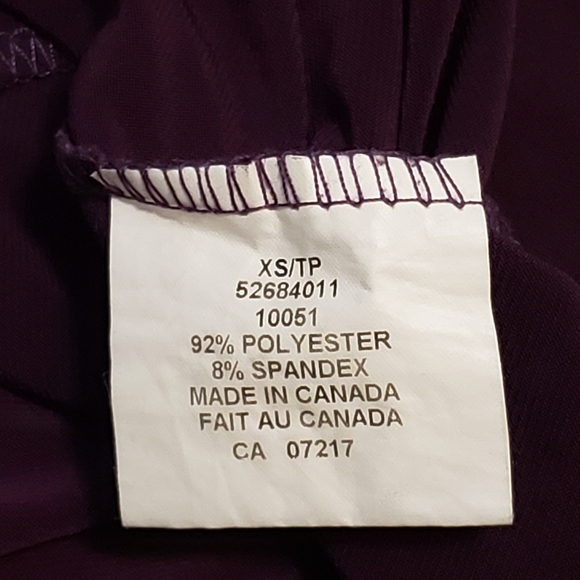 XS/TP
52684011
10051
92% POLYESTER
8% SPANDEX
MADE IN CANADA
FAIT AU CANADA
CA 07217